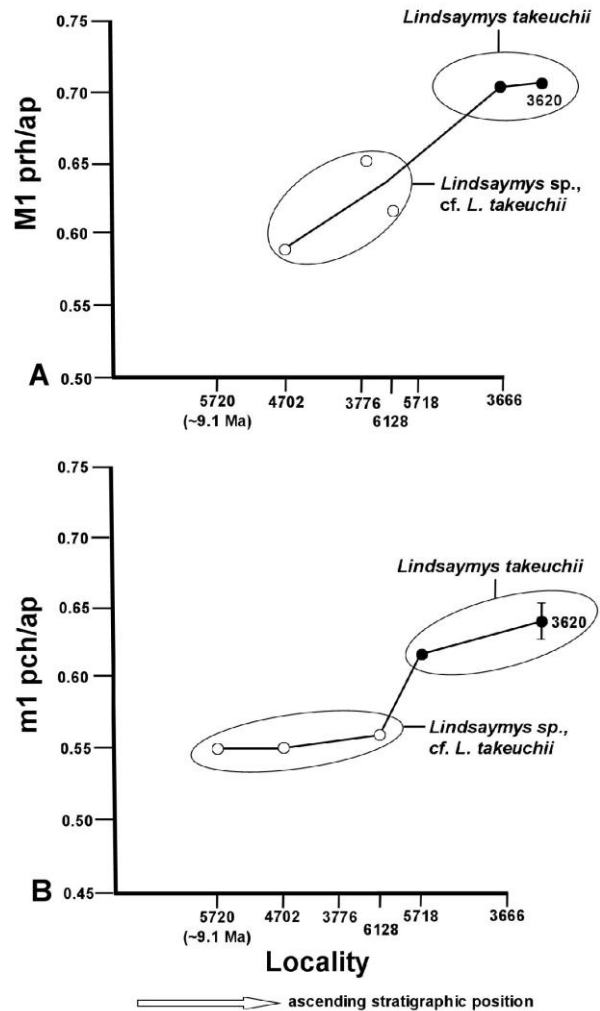 Lindsaymys takeuchii
0.75
0.70
0.65
0.60
0.55
0.50
M1 prh/ap
3620
Lindsaymys sp.,
cf. L. takeuchii
A
5720
(~9.1 Ma)
4702
3776
6128
5718
3666
0.75
0.70
0.65
0.60
0.55
0.50
0.45
m1 pch/ap
Lindsaymys takeuchii
3620
Lindsaymys sp.,
cf. L. takeuchii
B
5720
(~9.1 Ma)
4702
3776
6128
5718
3666
Locality
ascending stratigraphic position